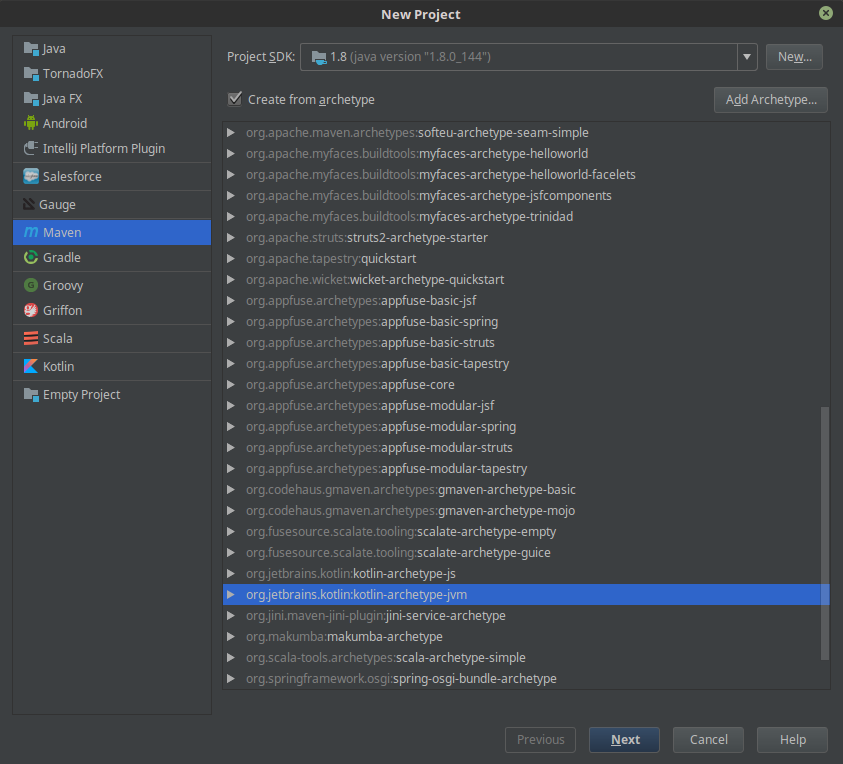 New Project
Java
TornadoFX
Java FX
Android
IntelliJ Platform Plugin
Salesforce
Gauge
Maven
Gradle
Groovy
Griffon
Scala
Kotlin
Empty Project
Project SDK: 1.8 (java version "1.8.0_144") New...
Create from archetype Add Archetype...
org.apache.maven.archetypes:softeu-archetype-seam-simple
org.apache.myfaces.buildtools:myfaces-archetype-helloworld
org.apache.myfaces.buildtools:myfaces-archetype-helloworld-facelets
org.apache.myfaces.buildtools:myfaces-archetype-jsfcomponents
org.apache.myfaces.buildtools:myfaces-archetype-trinidad
org.apache.struts:struts2-archetype-starter
org.apache.tapestry:quickstart
org.apache.wicket:wicket-archetype-quickstart
org.appfuse.archetypes:appfuse-basic-jsf
org.appfuse.archetypes:appfuse-basic-spring
org.appfuse.archetypes:appfuse-basic-struts
org.appfuse.archetypes:appfuse-basic-tapestry
org.appfuse.archetypes:appfuse-core
org.appfuse.archetypes:appfuse-modular-jsf
org.appfuse.archetypes:appfuse-modular-spring
org.appfuse.archetypes:appfuse-modular-struts
org.appfuse.archetypes:appfuse-modular-tapestry
org.codehaus.gmaven.archetypes:gmaven-archetype-basic
org.codehaus.gmaven.archetypes:gmaven-archetype-mojo
org.fusesource.scalate.tooling:scalate-archetype-empty
org.fusesource.scalate.tooling:scalate-archetype-guice
org.jetbrains.kotlin:kotlin-archetype-js
org.jetbrains.kotlin:kotlin-archetype-jvm
org.jini.maven-jini-plugin:jini-service-archetype
org.makumba:makumba-archetype
org.scala-tools.archetypes:scala-archetype-simple
org.springframework.osgi:spring-osgi-bundle-archetype
Previous Next Cancel Help